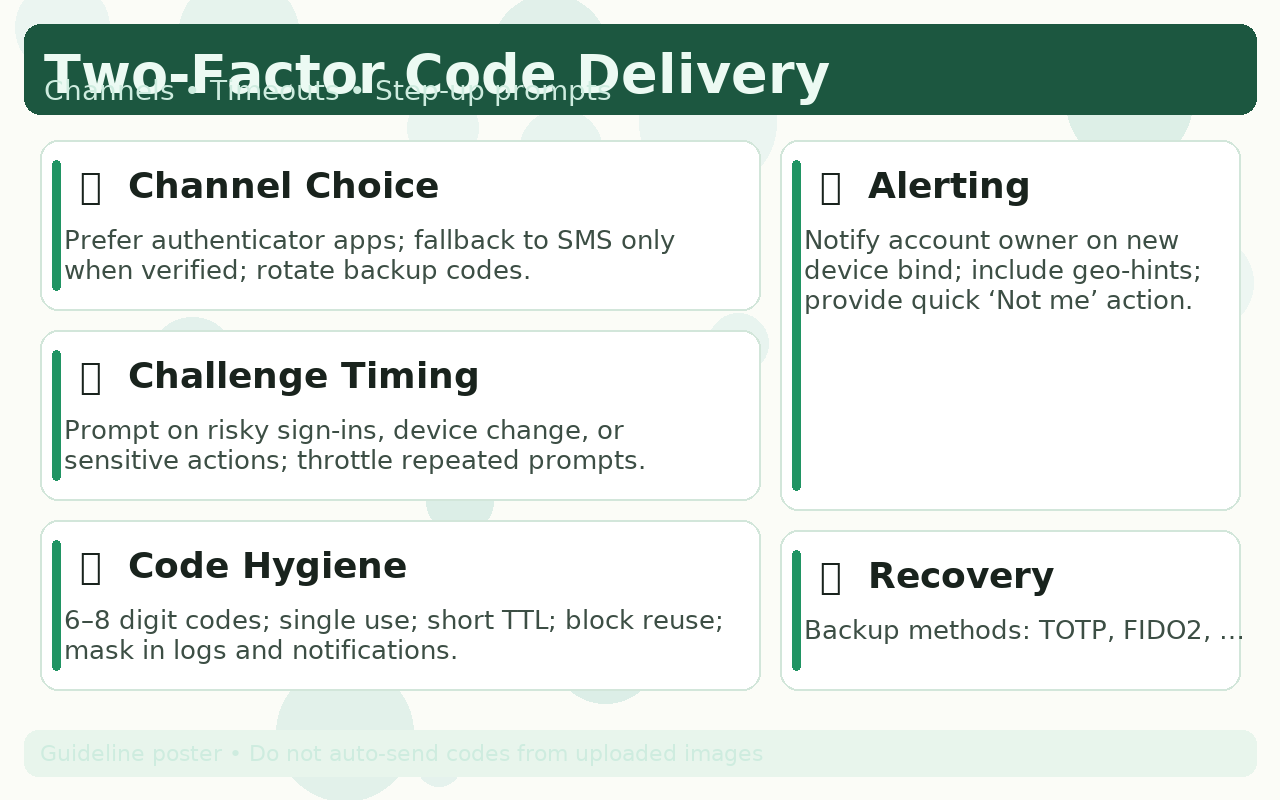 Two-Factor Code Delivery
Channels • Timeouts • Step-up prompts
Channel Choice
Prefer authenticator apps; fallback to SMS only
when verified; rotate backup codes.
Challenge Timing
Prompt on risky sign-ins, device change, or
sensitive actions; throttle repeated prompts.
Code Hygiene
6–8 digit codes; single use; short TTL; block reuse;
mask in logs and notifications.
Alerting
Notify account owner on new
device bind; include geo-hints;
provide quick ‘Not me’ action.
Recovery
Backup methods: TOTP, FIDO2, …
Guideline poster • Do not auto-send codes from uploaded images